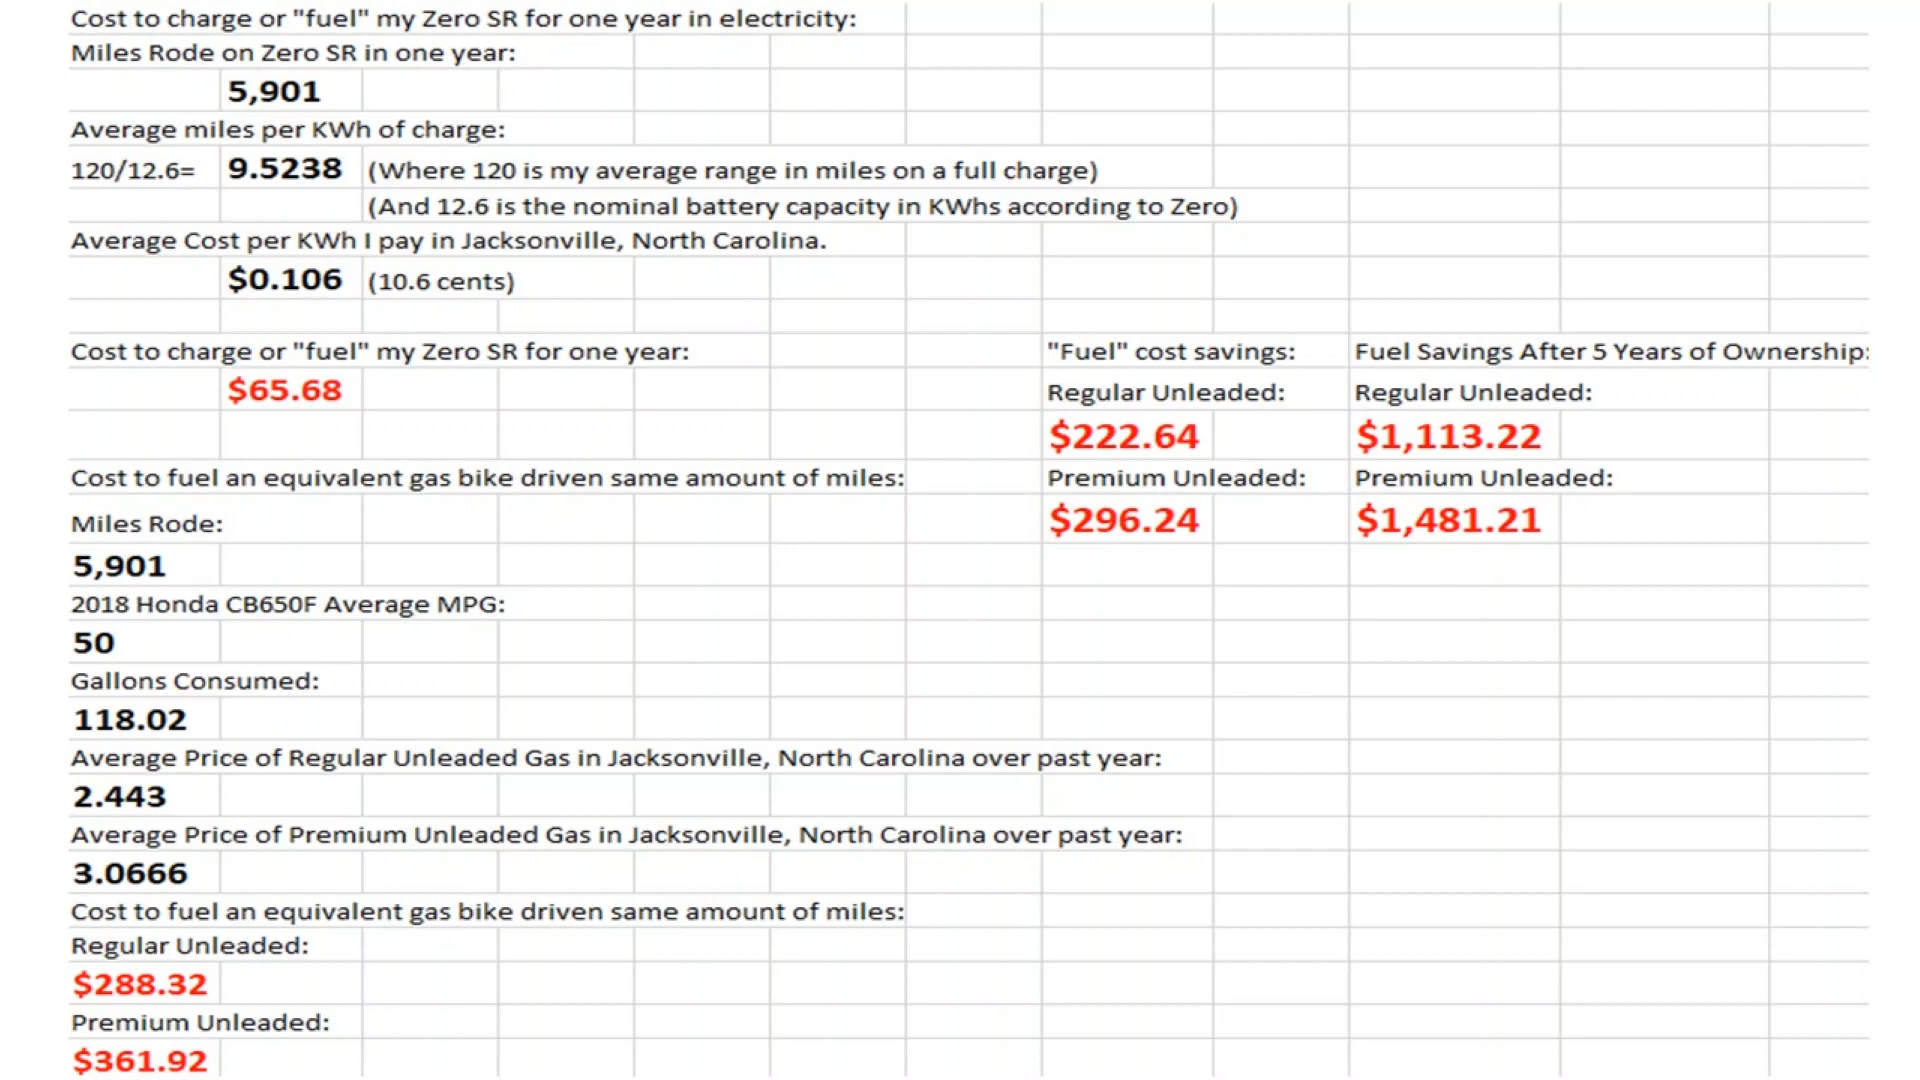 Cost to charge or "fuel" my Zero SR for one year in electricity:
Miles Rode on Zero SR in one year:
5,901
Average miles per KWh of charge:
120/12.6= 9.5238 (Where 120 is my average range in miles on a full charge)
(And 12.6 is the nominal battery capacity in KWhs according to Zero)
Average Cost per KWh I pay in Jacksonville, North Carolina.
$0.106 (10.6 cents)
Cost to charge or "fuel" my Zero SR for one year: "Fuel" cost savings: Fuel Savings After 5 Years of Ownership:
$65.68 Regular Unleaded: Regular Unleaded:
$222.64 $1,113.22
Cost to fuel an equivalent gas bike driven same amount of miles: Premium Unleaded: Premium Unleaded:
Miles Rode: $296.24 $1,481.21
5,901
2018 Honda CB650F Average MPG:
50
Gallons Consumed:
118.02
Average Price of Regular Unleaded Gas in Jacksonville, North Carolina over past year:
2.443
Average Price of Premium Unleaded Gas in Jacksonville, North Carolina over past year:
3.0666
Cost to fuel an equivalent gas bike driven same amount of miles:
Regular Unleaded:
$288.32
Premium Unleaded:
$361.92